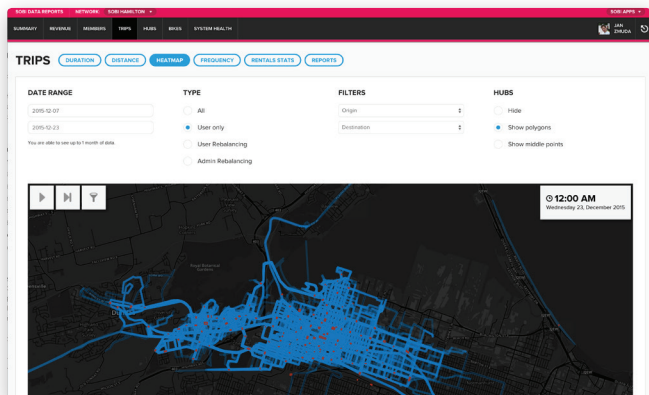 SOBI DATA REPORTS NETWORK: SOBI HAMILTON SOBI APPS
SUMMARY REVENUE MEMBERS TRIPS HUBS BIKES SYSTEM HEALTH JAN ZMUDA
TRIPS DURATION DISTANCE HEATMAP FREQUENCY RENTALS STATS REPORTS
DATE RANGE TYPE FILTERS HUBS
2015-12-07 All Origin Hide
2015-12-23 User only Destination Show polygons
You are able to see up to 1 month of data. User Rebalancing Show middle points
Admin Rebalancing
12:00 AM
Wednesday 23, December 2015
Royal Botanical
Gardens